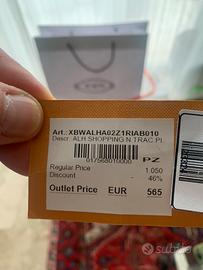 Art.: XBWALHA02Z1RIAB010
Descr. ALH SHOPPING N.TRAC.PI.
017568010000 PZ
Regular Price 1.050
Discount 46%
Outlet Price EUR 565
subito